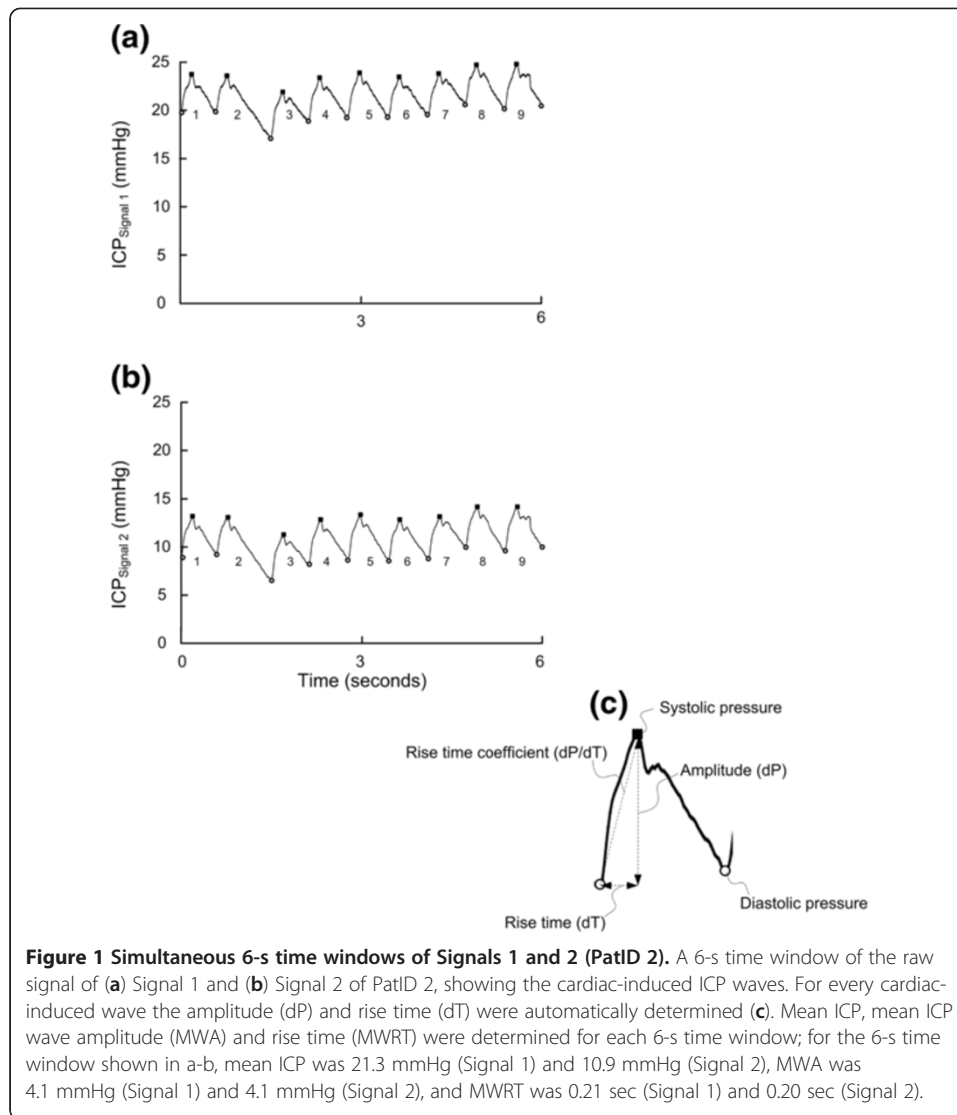 (a)
25
20
15
10
5
0
ICPSignal 1 (mmHg)
1 2 3 4 5 6 7 8 9
3 6
(b)
25
20
15
10
5
0
ICPSignal 2 (mmHg)
1 2 3 4 5 6 7 8 9
0 3 6
Time (seconds)
(c)
Systolic pressure
Rise time coefficient (dP/dT)
Amplitude (dP)
Rise time (dT)
Diastolic pressure
Figure 1 Simultaneous 6-s time windows of Signals 1 and 2 (PatID 2). A 6-s time window of the raw
signal of (a) Signal 1 and (b) Signal 2 of PatID 2, showing the cardiac-induced ICP waves. For every cardiac-
induced wave the amplitude (dP) and rise time (dT) were automatically determined (c). Mean ICP, mean ICP
wave amplitude (MWA) and rise time (MWRT) were determined for each 6-s time window; for the 6-s time
window shown in a-b, mean ICP was 21.3 mmHg (Signal 1) and 10.9 mmHg (Signal 2), MWA was
4.1 mmHg (Signal 1) and 4.1 mmHg (Signal 2), and MWRT was 0.21 sec (Signal 1) and 0.20 sec (Signal 2).